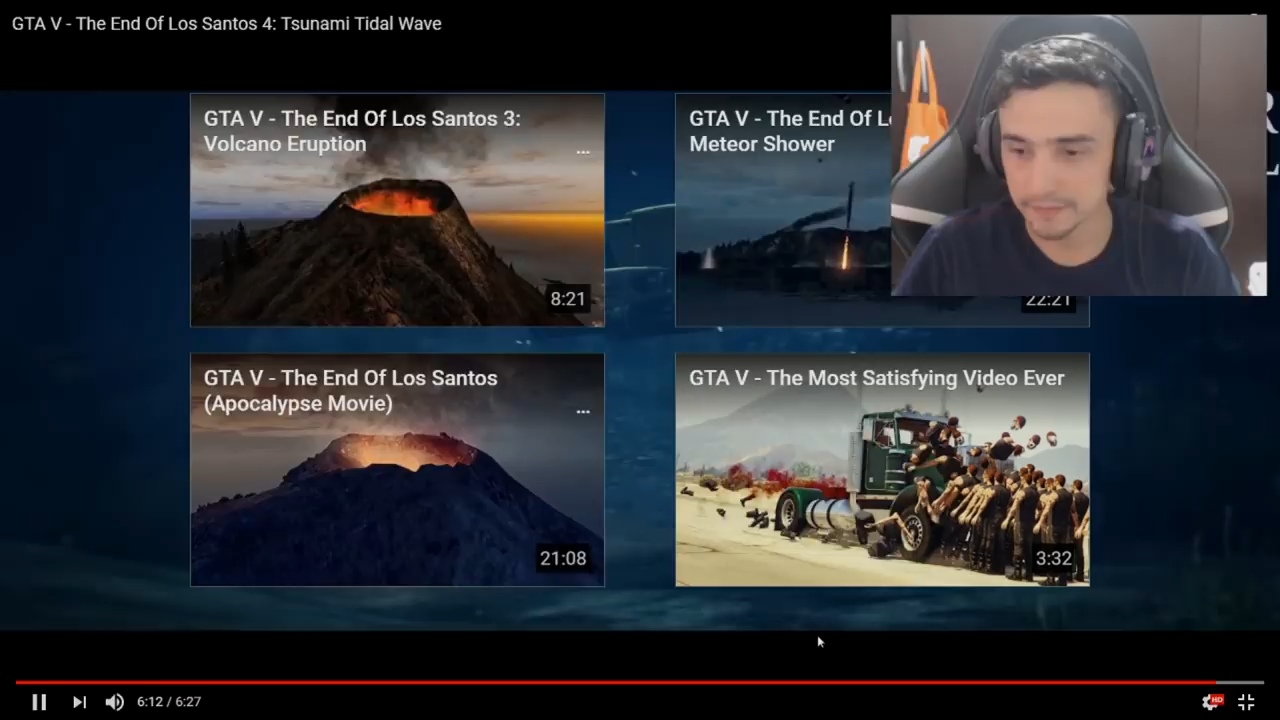 GTA V - The End Of Los Santos 4: Tsunami Tidal Wave
GTA V - The End Of Los Santos 3:
Volcano Eruption
...
8:21
GTA V - The End Of
Meteor Shower
22:21
GTA V - The End Of Los Santos
(Apocalypse Movie)
...
21:08
GTA V - The Most Satisfying Video Ever
3:32
6:12 / 6:27
HD